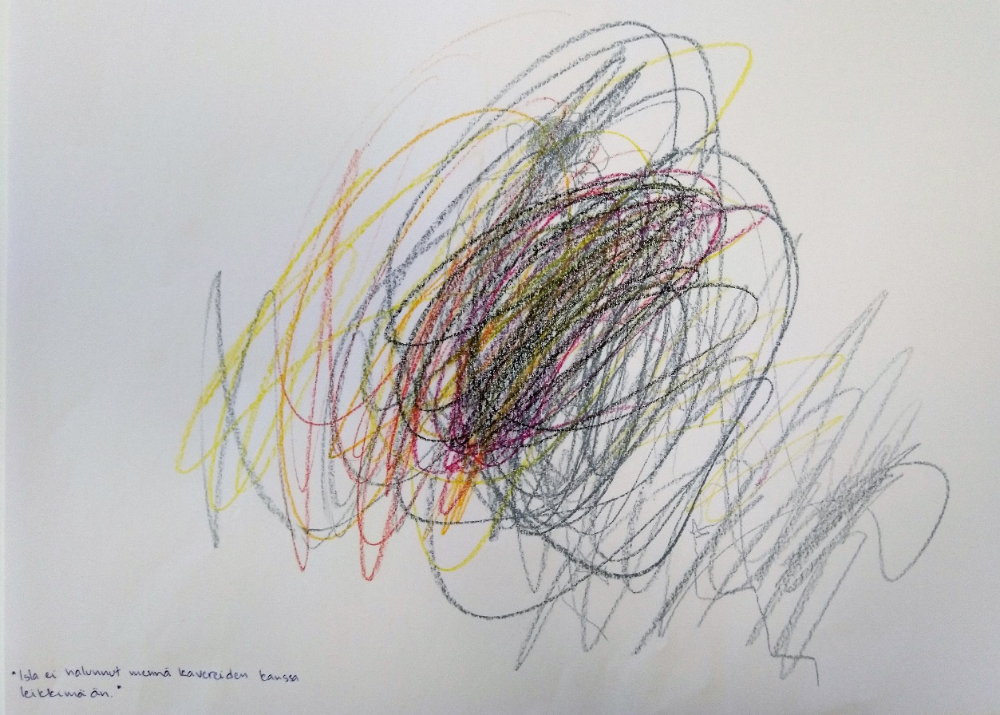 "Isla ei halunnut mennä kavereiden kanssa
leikkimään."